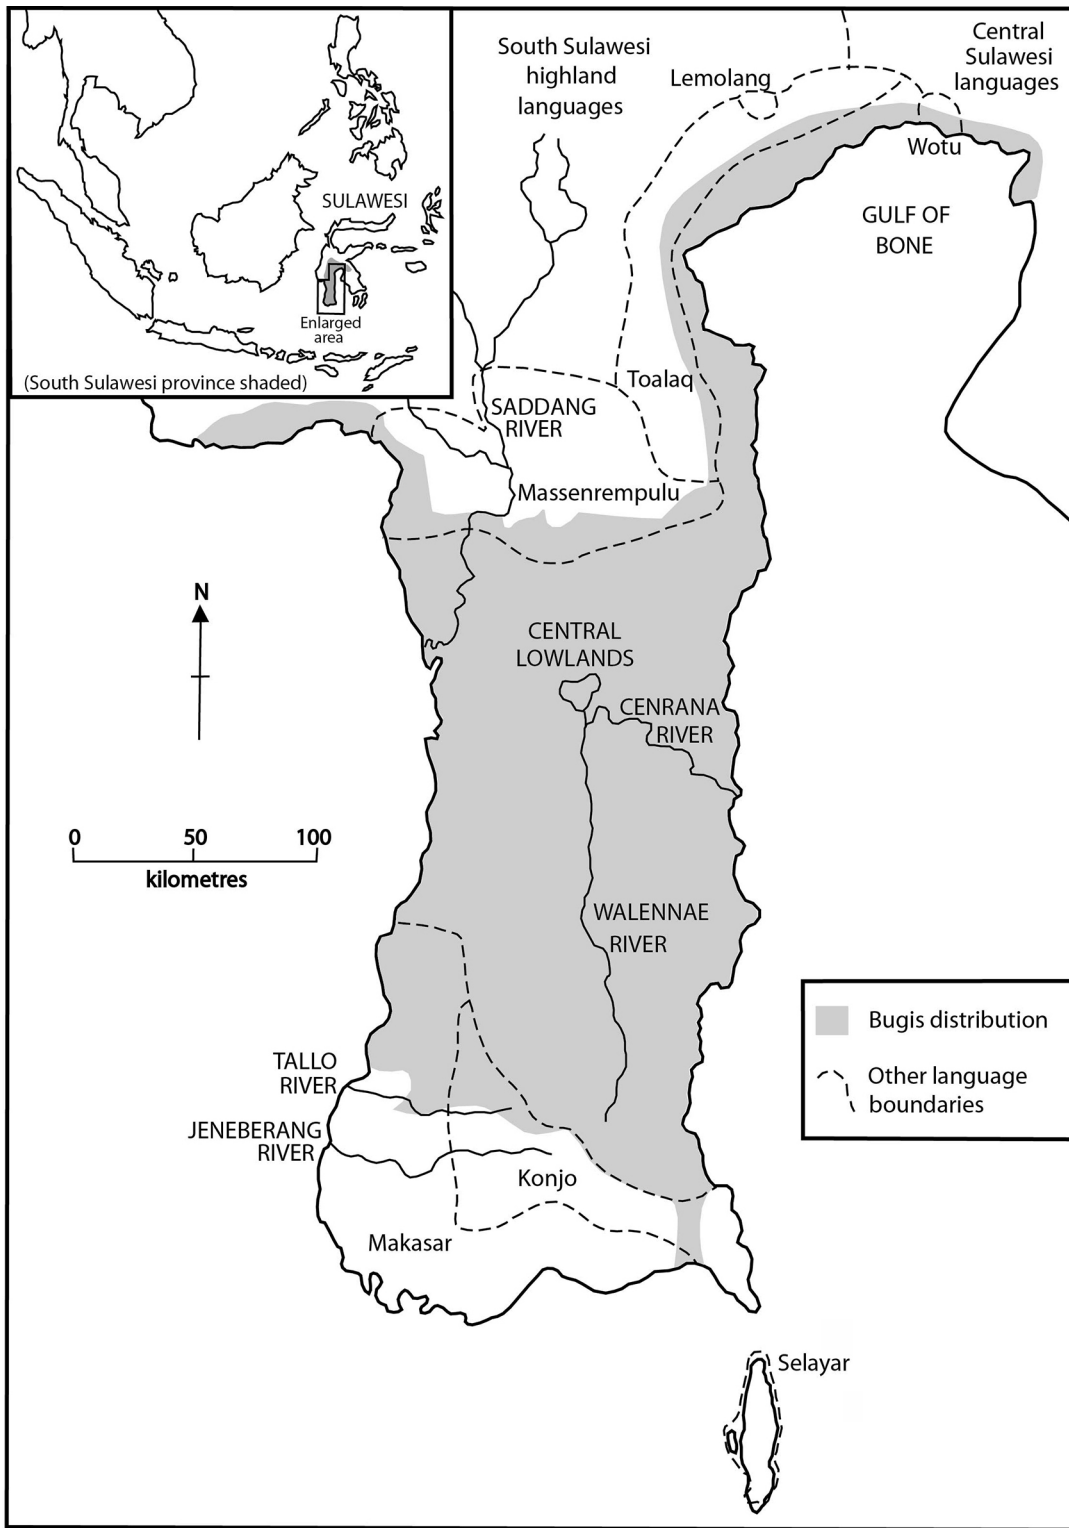 SULAWESI
Enlarged
area
(South Sulawesi province shaded)
South Sulawesi
highland
languages
Lemolang
Central
Sulawesi
languages
Wotu
GULF OF
BONE
Toalaq
SADDANG
RIVER
Massenrempulu
N
CENTRAL
LOWLANDS
CENRANA
RIVER
0 50 100
kilometres
WALENNAE
RIVER
Bugis distribution
Other language
boundaries
TALLO
RIVER
JENEBERANG
RIVER
Konjo
Makasar
Selayar